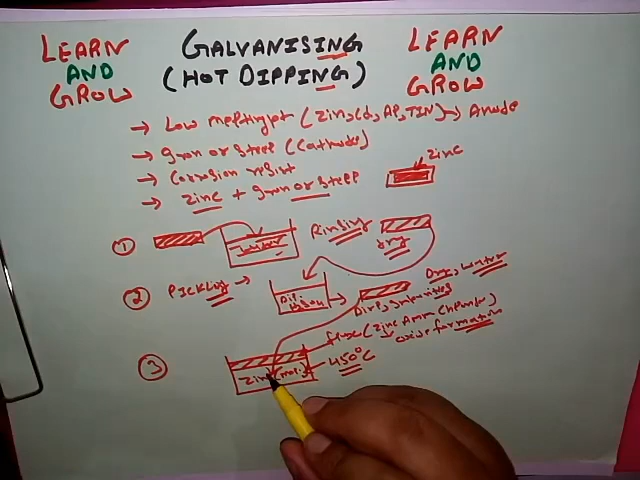 LEARN AND GROW
GALVANISING
(HOT DIPPING)
LEARN AND GROW
→ Low melting pt (Zinc, Cd, Al, TIN) → Anode
→ Iron or steel (Cathode)
→ Corrosion resist
→ Zinc + Iron or steel
Zinc
① Water Rinsing Dry
② PICKLING →
Dry, Water
Dirt, Impurities
flux (Zinc Amm Chloride)
oxide formation
③ Zinc
450°C